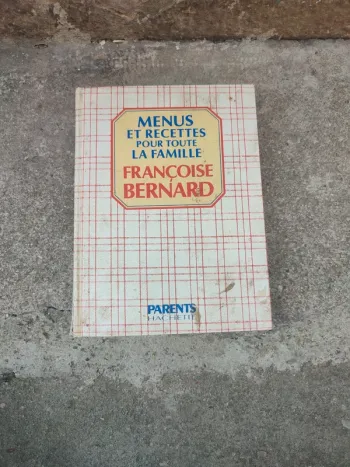 MENUS
ET RECETTES
POUR TOUTE
LA FAMILLE
FRANÇOISE
BERNARD
PARENTS
HACHETTE